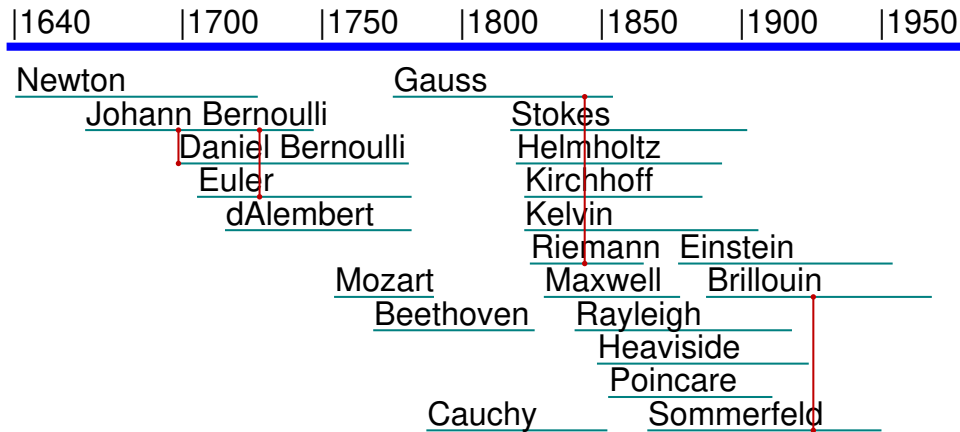 |1640 |1700 |1750 |1800 |1850 |1900 |1950
Newton Gauss
Johann Bernoulli Stokes
Daniel Bernoulli Helmholtz
Euler Kirchhoff
dAlembert Kelvin
Riemann Einstein
Mozart Maxwell Brillouin
Beethoven Rayleigh
Heaviside
Poincare
Cauchy Sommerfeld